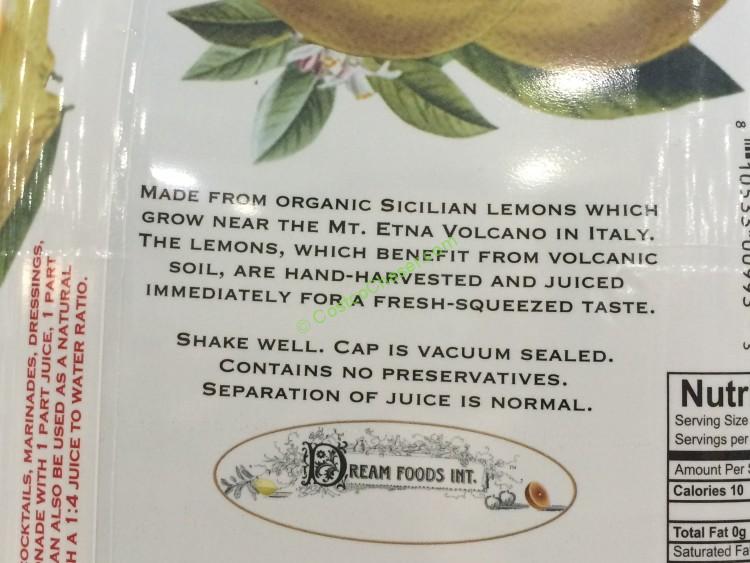 MADE FROM ORGANIC SICILIAN LEMONS WHICH
GROW NEAR THE MT. ETNA VOLCANO IN ITALY.
THE LEMONS, WHICH BENEFIT FROM VOLCANIC
SOIL, ARE HAND-HARVESTED AND JUICED
IMMEDIATELY FOR A FRESH-SQUEEZED TASTE.
SHAKE WELL. CAP IS VACUUM SEALED.
CONTAINS NO PRESERVATIVES.
SEPARATION OF JUICE IS NORMAL.
DREAM FOODS INT.
© CostcoChaser.com
COCKTAILS, MARINADES, DRESSINGS,
ONADE WITH 1 PART JUICE, 1 PART
AN ALSO BE USED AS A NATURAL
H A 1:4 JUICE TO WATER RATIO.
Nutr
Serving Size
Servings per
Amount Per S
Calories 10
Total Fat 0g
Saturated Fa